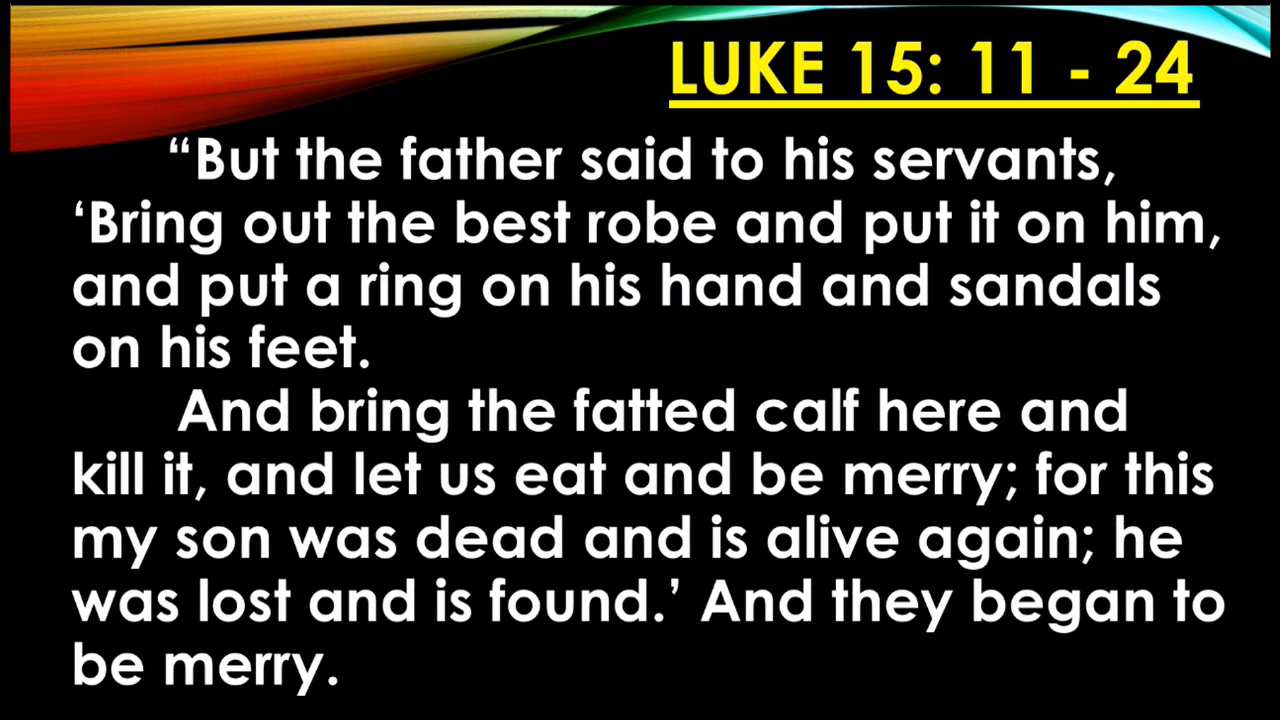 LUKE 15: 11 - 24
“But the father said to his servants,
‘Bring out the best robe and put it on him,
and put a ring on his hand and sandals
on his feet.
And bring the fatted calf here and
kill it, and let us eat and be merry; for this
my son was dead and is alive again; he
was lost and is found.’ And they began to
be merry.